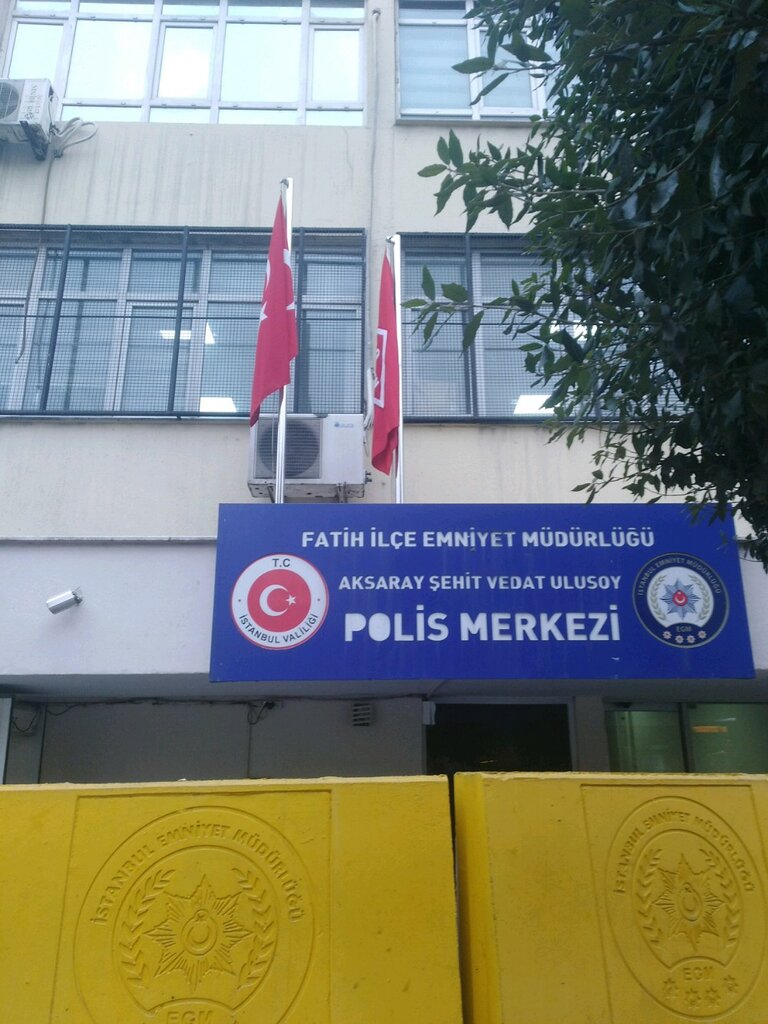 FATİH İLÇE EMNİYET MÜDÜRLÜĞÜ
T.C
İSTANBUL VALİLİĞİ
AKSARAY ŞEHİT VEDAT ULUSOY
POLİS MERKEZİ
İSTANBUL EMNİYET MÜDÜRLÜĞÜ
EGM
İSTANBUL EMNİYET MÜDÜRLÜĞÜ
EGM
İSTANBUL EMNİYET MÜDÜRLÜĞÜ
EGM